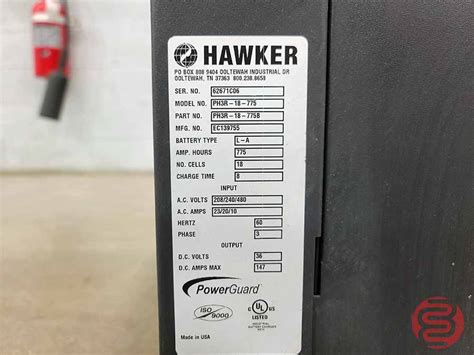 HAWKER
PO BOX 808 9404 OOLTEWAH INDUSTRIAL DR
OOLTEWAH, TN 37363 800.238.8658
SER. NO. 62671C06
MODEL NO. PH3R-18-775
PART NO. PH3R-18-775B
MFG. NO. EC139755
BATTERY TYPE L-A
AMP. HOURS 775
NO. CELLS 18
CHARGE TIME 8
INPUT
A.C. VOLTS 208/240/480
A.C. AMPS 23/20/10
HERTZ 60
PHASE 3
OUTPUT
D.C. VOLTS 36
D.C. AMPS MAX 147
PowerGuard
ISO 9000
C UL US
LISTED
Made in USA